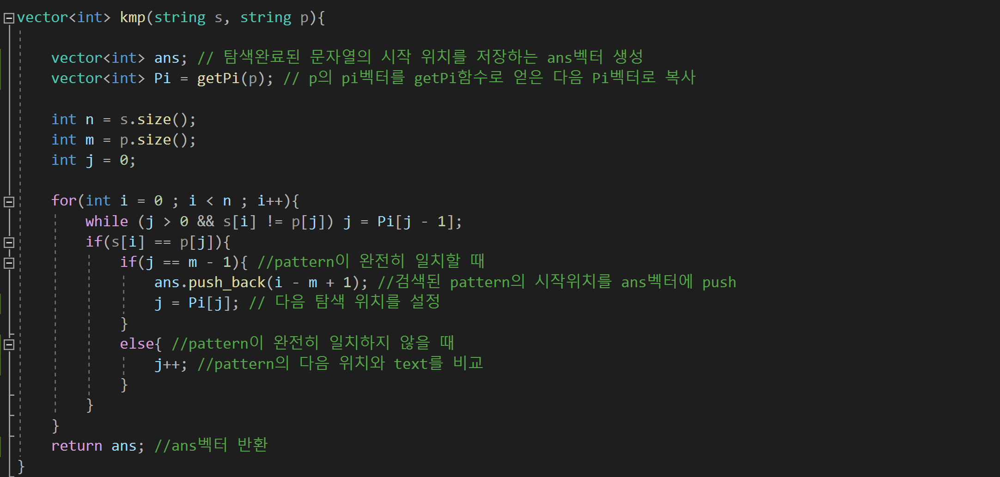 vector<int> kmp(string s, string p){
vector<int> ans; // 탐색완료된 문자열의 시작 위치를 저장하는 ans벡터 생성
vector<int> Pi = getPi(p); // p의 pi벡터를 getPi함수로 얻은 다음 Pi벡터로 복사
int n = s.size();
int m = p.size();
int j = 0;
for(int i = 0 ; i < n ; i++){
while (j > 0 && s[i] != p[j]) j = Pi[j - 1];
if(s[i] == p[j]){
if(j == m - 1){ //pattern이 완전히 일치할 때
ans.push_back(i - m + 1); //검색된 pattern의 시작위치를 ans벡터에 push
j = Pi[j]; // 다음 탐색 위치를 설정
}
else{ //pattern이 완전히 일치하지 않을 때
j++; //pattern의 다음 위치와 text를 비교
}
}
}
return ans; //ans벡터 반환
}